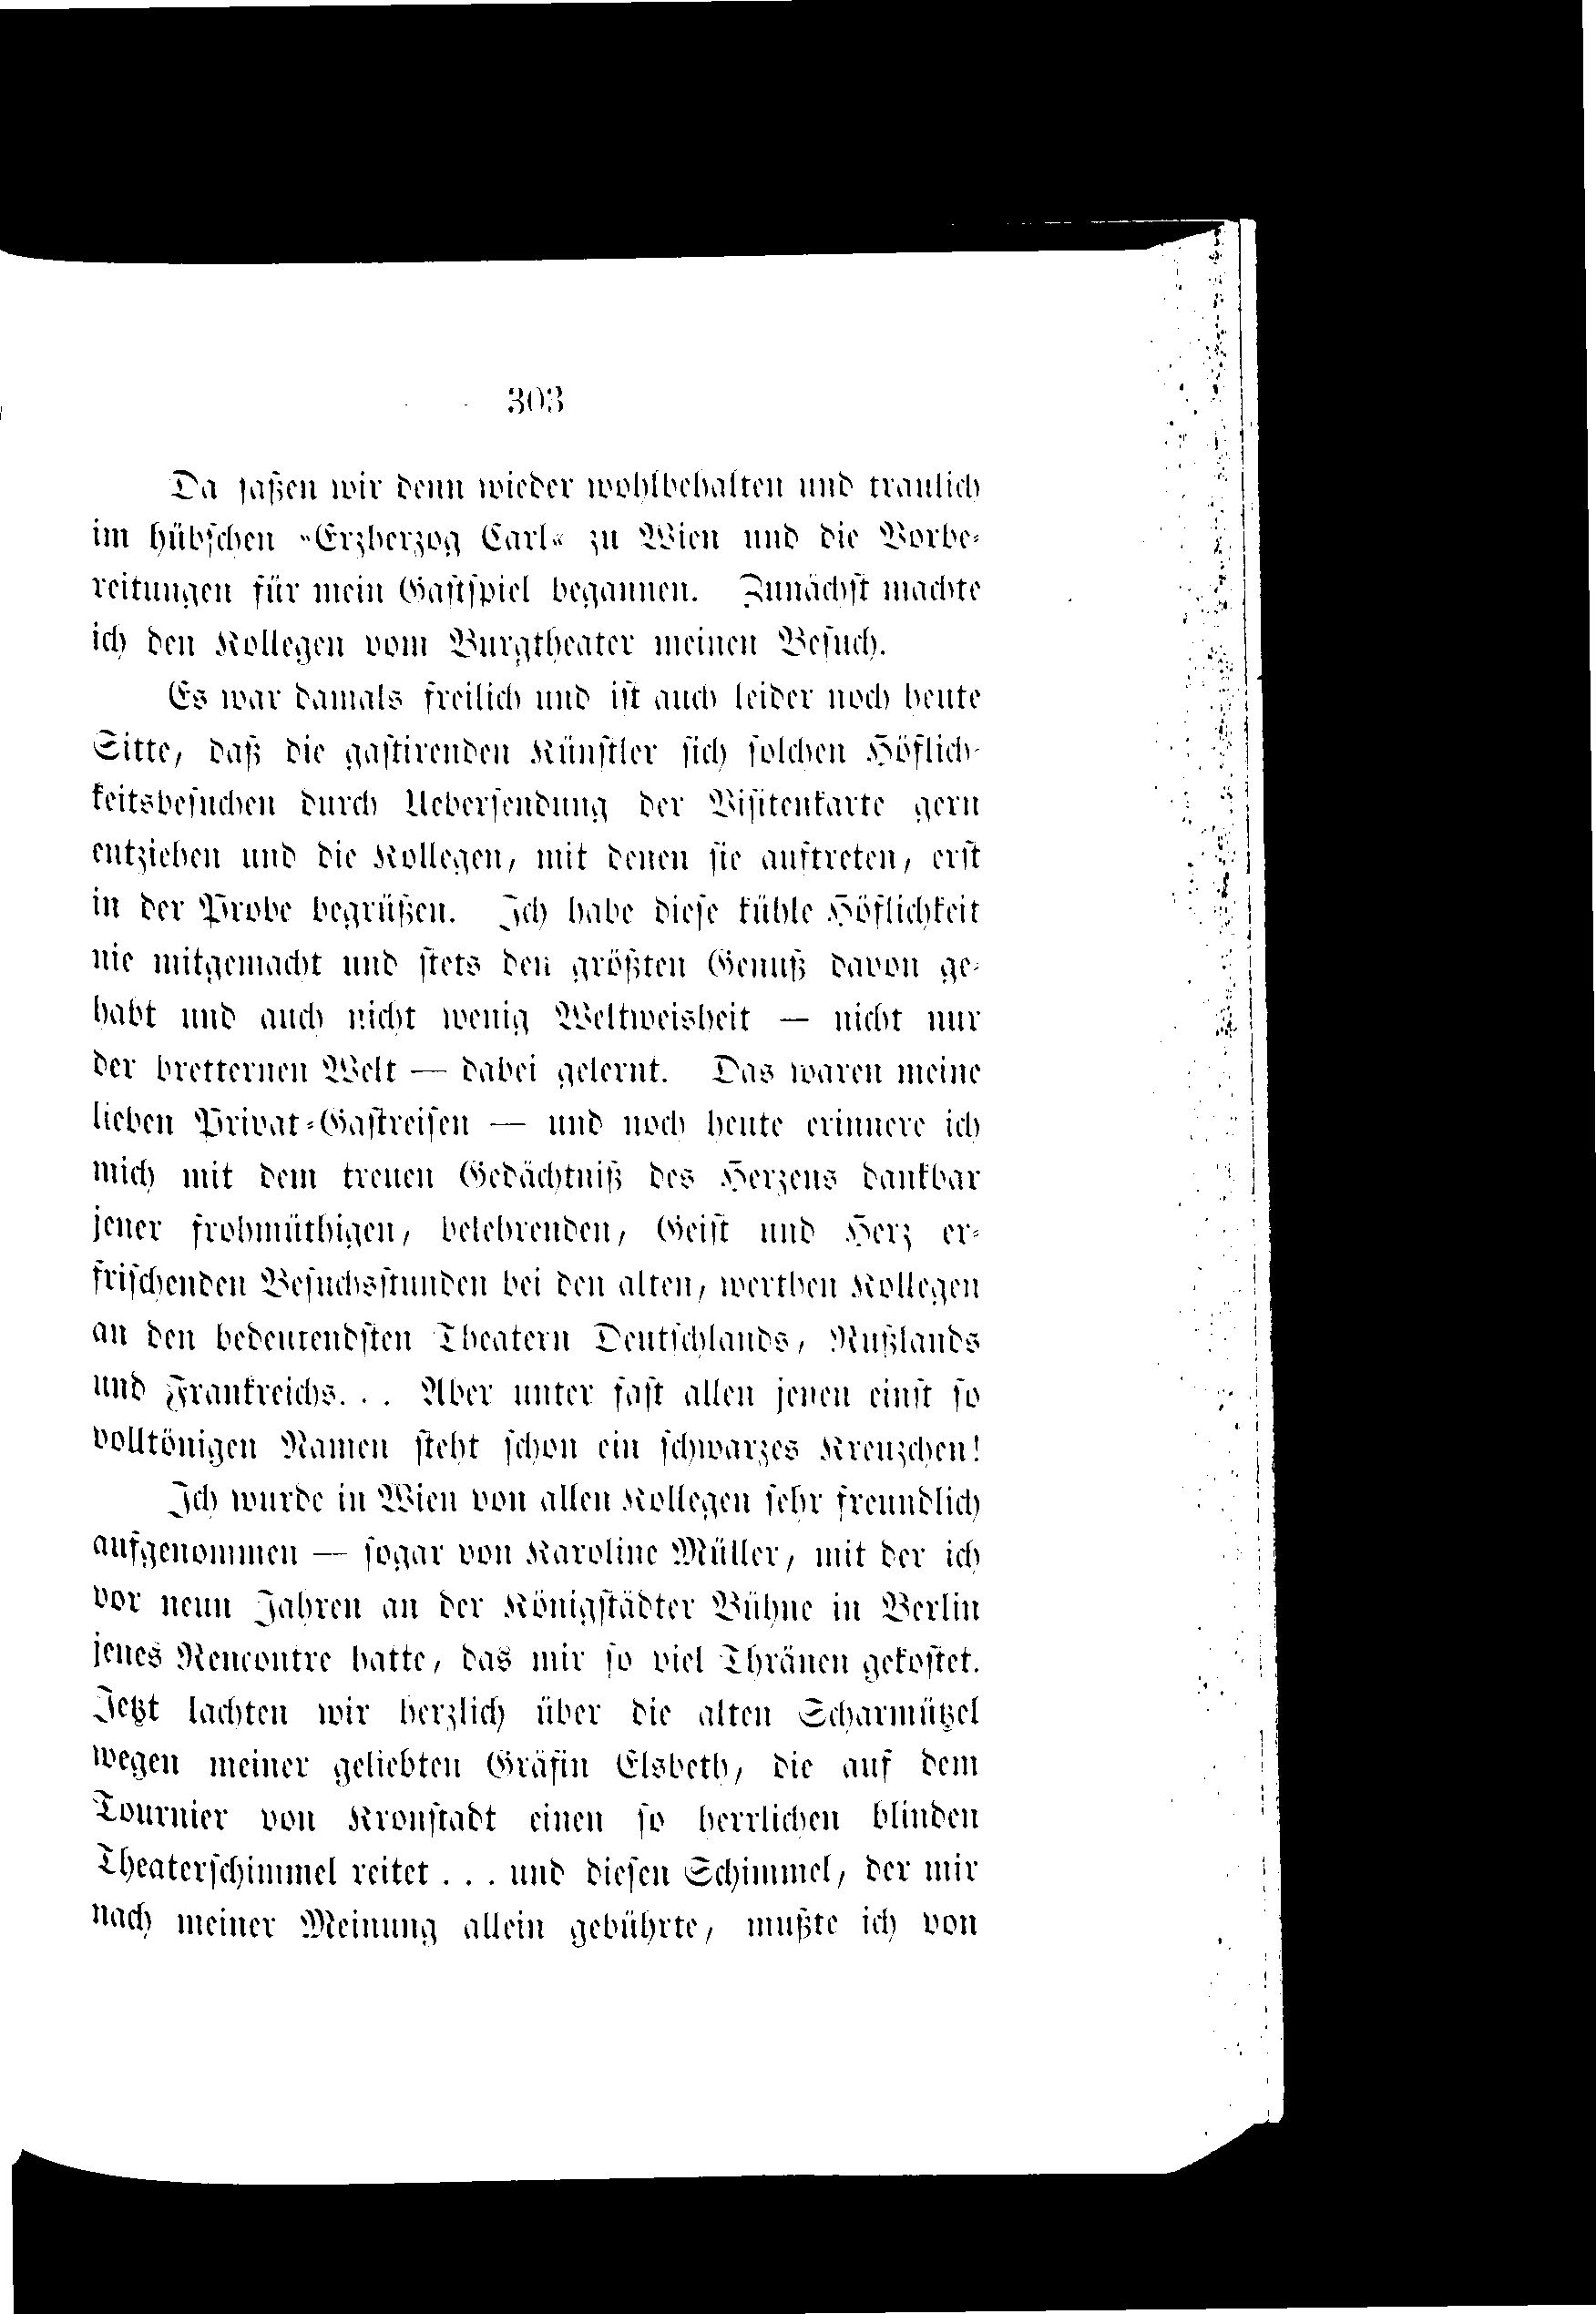 303
Da saßen wir denn wieder wohlbehalten und traulich
im hübschen »Erzherzog Carl« zu Wien und die Vorbe-
reitungen für mein Gastspiel begannen. Zunächst machte
ich den Kollegen vom Burgtheater meinen Besuch.
Es war damals freilich und ist auch leider noch heute
Sitte, daß die gastirenden Künstler sich solchen Höflich-
keitsbesuchen durch Uebersendung der Visitenkarte gern
entziehen und die Kollegen, mit denen sie auftreten, erst
in der Probe begrüßen. Ich habe diese kühle Höflichkeit
nie mitgemacht und stets den größten Genuß davon ge-
habt und auch nicht wenig Weltweisheit — nicht nur
der bretternen Welt — dabei gelernt. Das waren meine
lieben Privat-Gastreisen — und noch heute erinnere ich
mich mit dem treuen Gedächtniß des Herzens dankbar
jener frohmüthigen, belehrenden, Geist und Herz er-
frischenden Besuchsstunden bei den alten, werthen Kollegen
an den bedeutendsten Theatern Deutschlands, Rußlands
und Frankreichs. . . Aber unter fast allen jenen einst so
volltönigen Namen steht schon ein schwarzes Kreuzchen!
Ich wurde in Wien von allen Kollegen sehr freundlich
aufgenommen — sogar von Karoline Müller, mit der ich
vor neun Jahren an der Königstädter Bühne in Berlin
jenes Rencontre hatte, das mir so viel Thränen gekostet.
Jetzt lachten wir herzlich über die alten Scharmützel
wegen meiner geliebten Gräfin Elsbeth, die auf dem
Tournier von Kronstadt einen so herrlichen blinden
Theaterschimmel reitet . . . und diesen Schimmel, der mir
nach meiner Meinung allein gebührte, mußte ich von